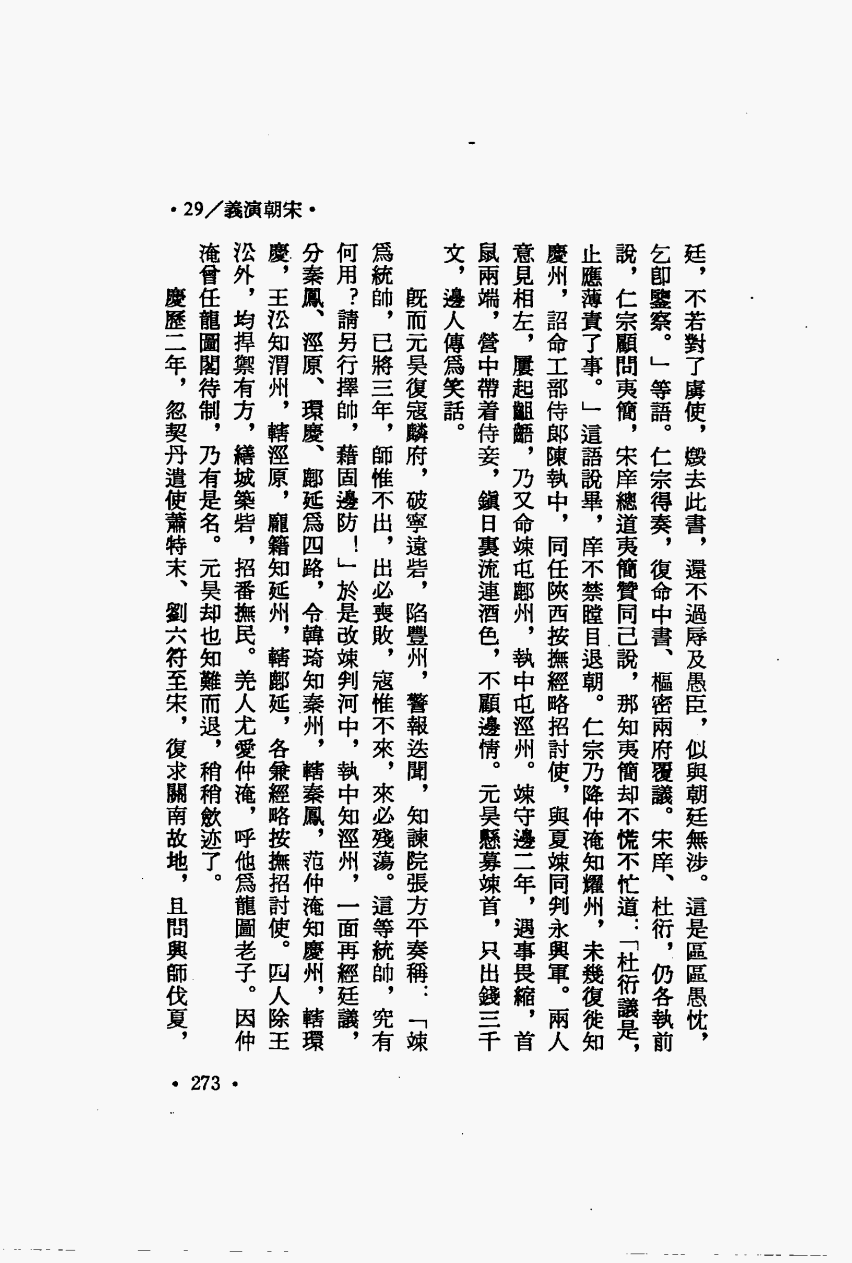 •29／義演朝宋•
廷，不若對了虜使，燬去此書，還不過辱及愚臣，似與朝廷無涉。這是區區愚忱，
乞卽鑒察。」等語。仁宗得奏，復命中書、樞密兩府覆議。宋庠、杜衍，仍各執前
說，仁宗顧問夷簡，宋庠總道夷簡贊同己說，那知夷簡却不慌不忙道：「杜衍議是，
止應薄責了事。」這語說畢，庠不禁瞠目退朝。仁宗乃降仲淹知耀州，未幾復徙知
慶州，詔命工部侍郞陳執中，同任陝西按撫經略招討使，與夏竦同判永興軍。兩人
意見相左，屢起齟齬，乃又命竦屯鄜州，執中屯涇州。竦守邊二年，遇事畏縮，首
鼠兩端，營中帶着侍妾，鎭日裏流連酒色，不顧邊情。元昊懸募竦首，只出錢三千
文，邊人傳爲笑話。
旣而元昊復寇麟府，破寧遠砦，陷豐州，警報迭聞，知諫院張方平奏稱：「竦
爲統帥，已將三年，師惟不出，出必喪敗，寇惟不來，來必殘蕩。這等統帥，究有
何用？請另行擇帥，藉固邊防！」於是改竦判河中，執中知涇州，一面再經廷議，
分秦鳳、涇原、環慶、鄜延爲四路，令韓琦知秦州，轄秦鳳，范仲淹知慶州，轄環
慶，王沿知渭州，轄涇原，龐籍知延州，轄鄜延，各兼經略按撫招討使。四人除王
沿外，均捍禦有方，繕城築砦，招番撫民。羌人尤愛仲淹，呼他爲龍圖老子。因仲
淹曾任龍圖閣待制，乃有是名。元昊却也知難而退，稍稍歛迹了。
慶歷二年，忽契丹遣使蕭特末、劉六符至宋，復求關南故地，且問興師伐夏，
•273•